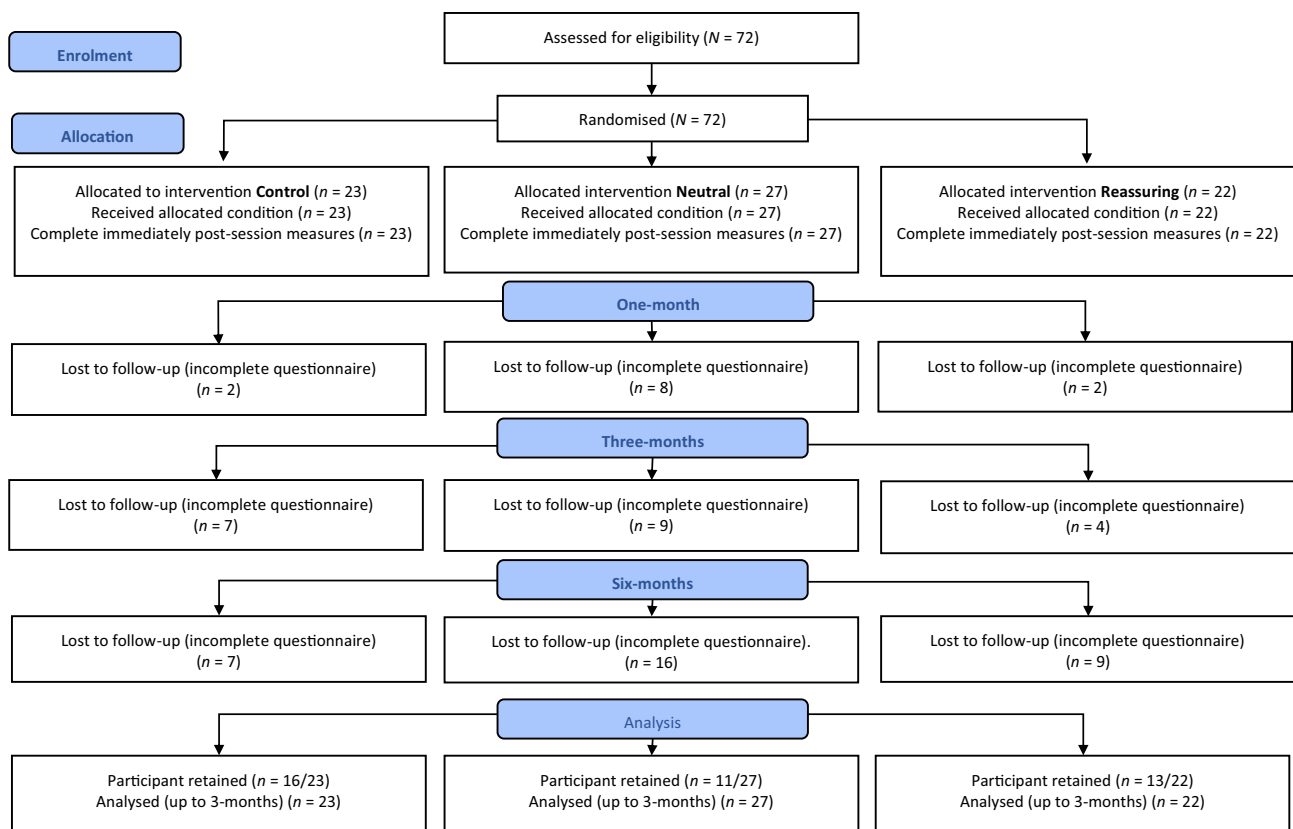 Enrolment
Assessed for eligibility (N = 72)
Allocation
Randomised (N = 72)
Allocated to intervention Control (n = 23)
Received allocated condition (n = 23)
Complete immediately post-session measures (n = 23)
Allocated intervention Neutral (n = 27)
Received allocated condition (n = 27)
Complete immediately post-session measures (n = 27)
Allocated intervention Reassuring (n = 22)
Received allocated condition (n = 22)
Complete immediately post-session measures (n = 22)
One-month
Lost to follow-up (incomplete questionnaire)
(n = 2)
Lost to follow-up (incomplete questionnaire)
(n = 8)
Lost to follow-up (incomplete questionnaire)
(n = 2)
Three-months
Lost to follow-up (incomplete questionnaire)
(n = 7)
Lost to follow-up (incomplete questionnaire)
(n = 9)
Lost to follow-up (incomplete questionnaire)
(n = 4)
Six-months
Lost to follow-up (incomplete questionnaire)
(n = 7)
Lost to follow-up (incomplete questionnaire).
(n = 16)
Lost to follow-up (incomplete questionnaire)
(n = 9)
Analysis
Participant retained (n = 16/23)
Analysed (up to 3-months) (n = 23)
Participant retained (n = 11/27)
Analysed (up to 3-months) (n = 27)
Participant retained (n = 13/22)
Analysed (up to 3-months) (n = 22)